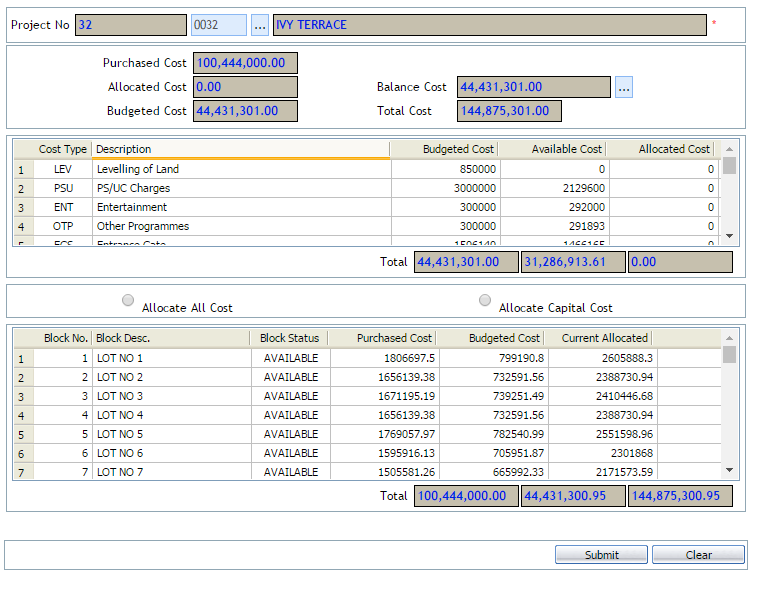 Project No 32 0032 ... IVY TERRACE *
Purchased Cost 100,444,000.00
Allocated Cost 0.00 Balance Cost 44,431,301.00 ...
Budgeted Cost 44,431,301.00 Total Cost 144,875,301.00
Cost Type Description Budgeted Cost Available Cost Allocated Cost
1 LEV Levelling of Land 850000 0 0
2 PSU PS/UC Charges 3000000 2129600 0
3 ENT Entertainment 300000 292000 0
4 OTP Other Programmes 300000 291893 0
Entrance Gate
Total 44,431,301.00 31,286,913.61 0.00
Allocate All Cost Allocate Capital Cost
Block No. Block Desc. Block Status Purchased Cost Budgeted Cost Current Allocated
1 1 LOT NO 1 AVAILABLE 1806697.5 799190.8 2605888.3
2 2 LOT NO 2 AVAILABLE 1656139.38 732591.56 2388730.94
3 3 LOT NO 3 AVAILABLE 1671195.19 739251.49 2410446.68
4 4 LOT NO 4 AVAILABLE 1656139.38 732591.56 2388730.94
5 5 LOT NO 5 AVAILABLE 1769057.97 782540.99 2551598.96
6 6 LOT NO 6 AVAILABLE 1595916.13 705951.87 2301868
7 7 LOT NO 7 AVAILABLE 1505581.26 665992.33 2171573.59
Total 100,444,000.00 44,431,300.95 144,875,300.95
Submit Clear